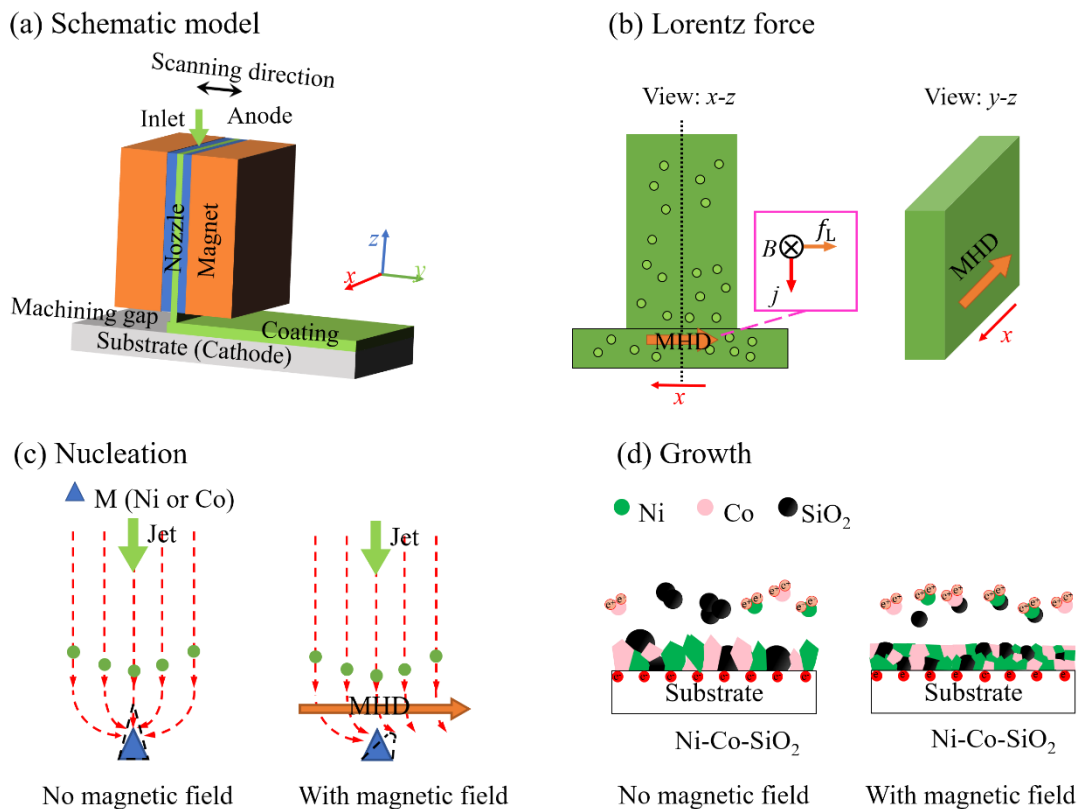 (a) Schematic model
Scanning direction
Inlet
Anode
Nozzle
Magnet
z
x
y
Machining gap
Coating
Substrate (Cathode)
(b) Lorentz force
View: x-z
View: y-z
B
f_L
j
MHD
x
MHD
x
(c) Nucleation
M (Ni or Co)
Jet
Jet
MHD
No magnetic field
With magnetic field
(d) Growth
Ni
Co
SiO₂
Substrate
Substrate
Ni-Co-SiO₂
Ni-Co-SiO₂
No magnetic field
With magnetic field